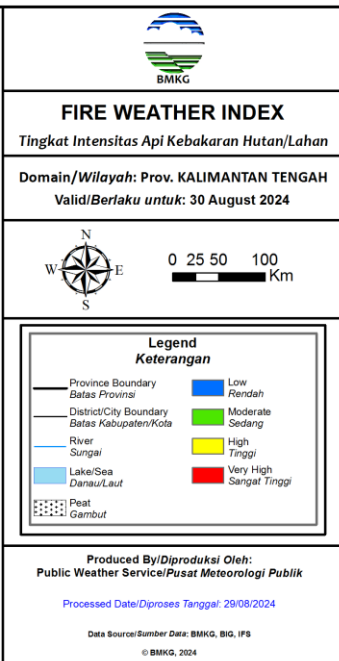 BMKG
FIRE WEATHER INDEX
Tingkat Intensitas Api Kebakaran Hutan/Lahan
Domain/Wilayah: Prov. KALIMANTAN TENGAH
Valid/Berlaku untuk: 30 August 2024
N
W
E
S
0 25 50 100
Km
Legend
Keterangan
Province Boundary
Batas Provinsi
District/City Boundary
Batas Kabupaten/Kota
River
Sungai
Lake/Sea
Danau/Laut
Peat
Gambut
Low
Rendah
Moderate
Sedang
High
Tinggi
Very High
Sangat Tinggi
Produced By/Diproduksi Oleh:
Public Weather Service/Pusat Meteorologi Publik
Processed Date/Diproses Tanggal: 29/08/2024
Data Source/Sumber Data: BMKG, BIG, IFS
© BMKG, 2024